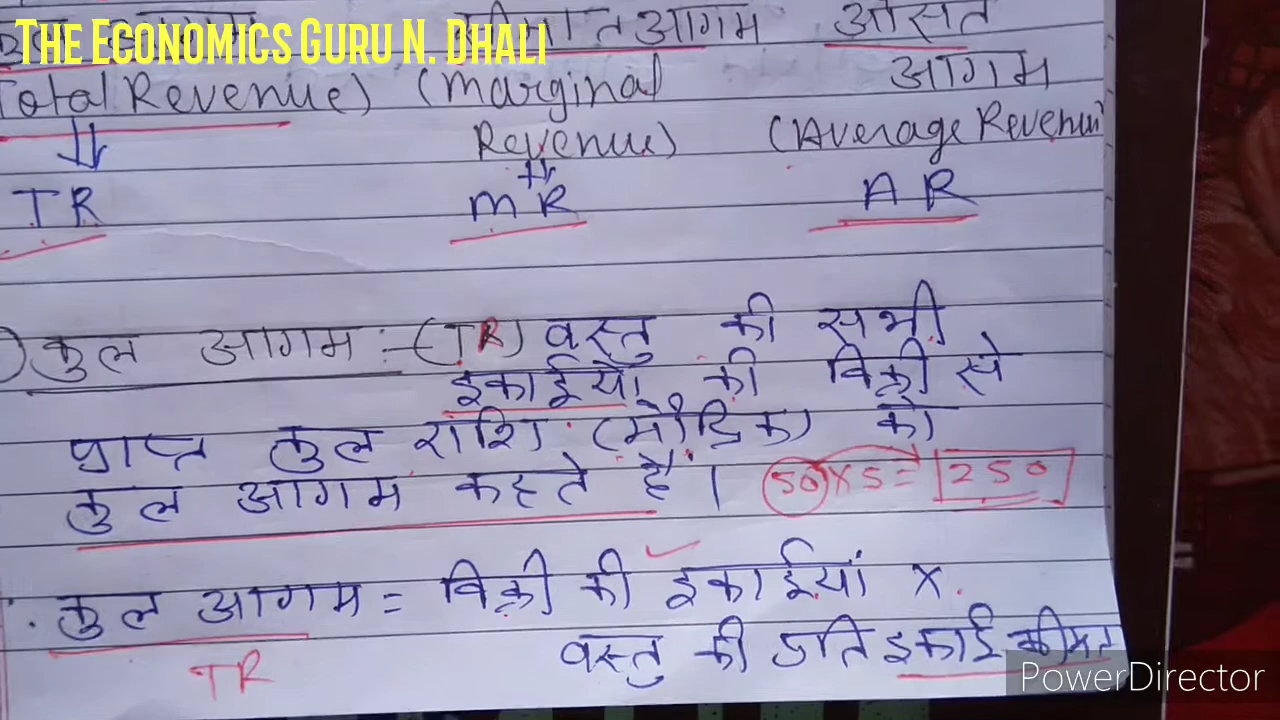 The Economics Guru N. Dhali
आगम औसत
Total Revenue) (Marginal आगम
Revenue) (Average Revenue
TR MR AR
कुल आगम :- (TR) वस्तु की सभी
इकाईयों की बिक्री से
प्राप्त कुल राशि (मौद्रिक) को
कुल आगम कहते है । 50x5= 250
कुल आगम = बिक्री की इकाईयां x
वस्तु की प्रति इकाई कीमत
TR
PowerDirector